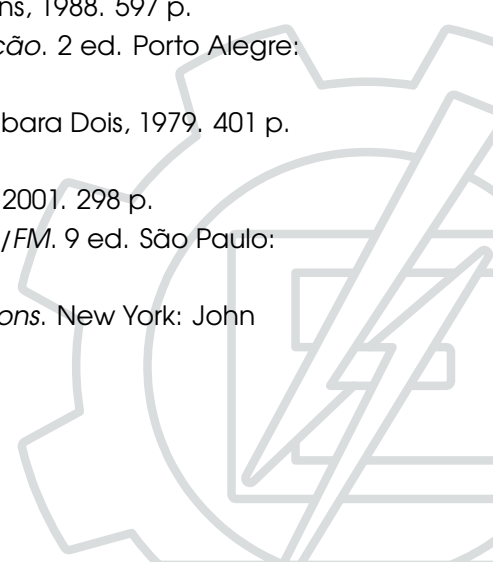 ns, 1988. 597 p.
ção. 2 ed. Porto Alegre:
bara Dois, 1979. 401 p.
2001. 298 p.
/FM. 9 ed. São Paulo:
ons. New York: John